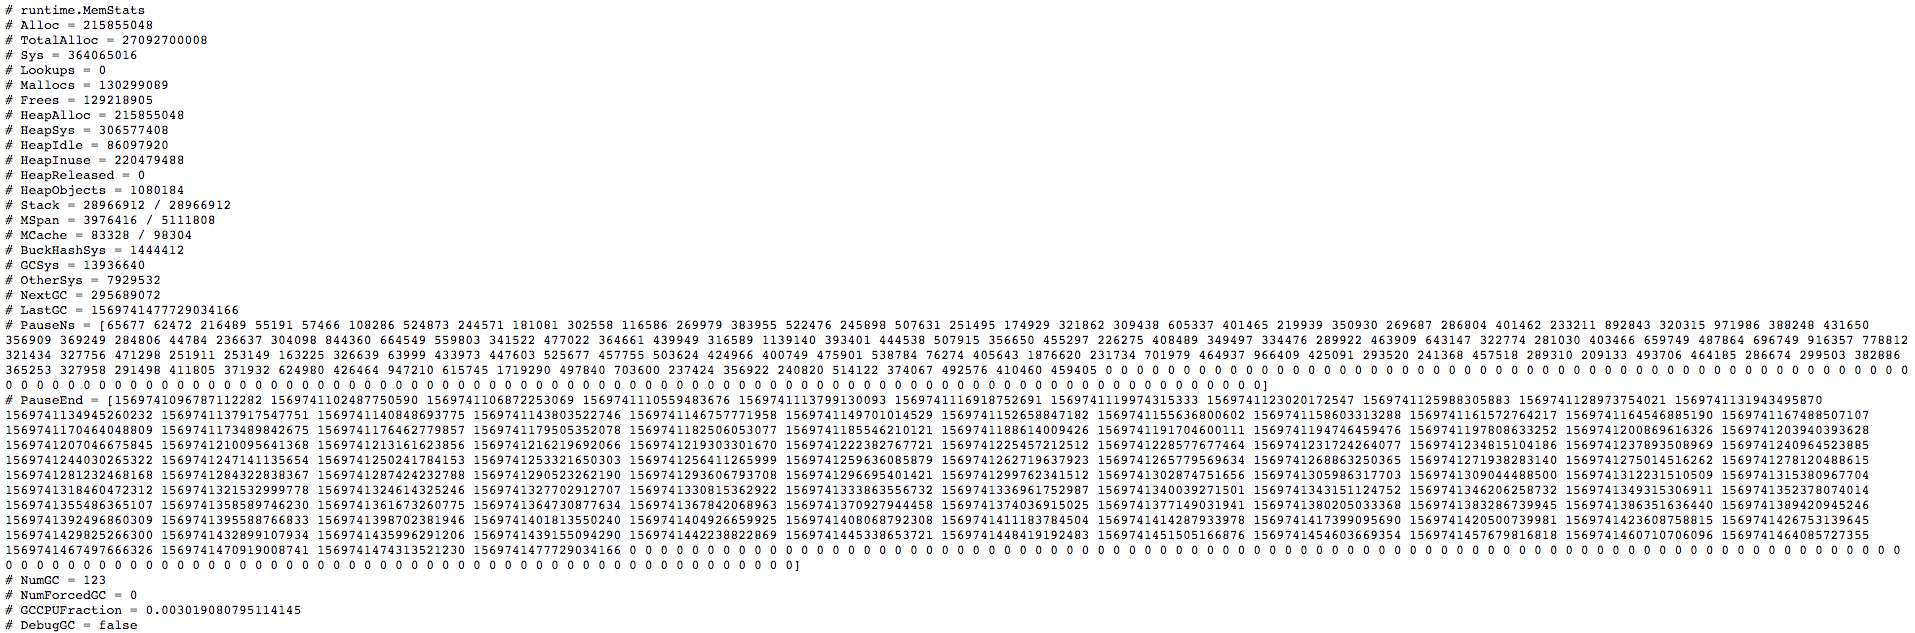 # runtime.MemStats
# Alloc = 215855048
# TotalAlloc = 27092700008
# Sys = 364065016
# Lookups = 0
# Mallocs = 130299089
# Frees = 129218905
# HeapAlloc = 215855048
# HeapSys = 306577408
# HeapIdle = 86097920
# HeapInuse = 220479488
# HeapReleased = 0
# HeapObjects = 1080184
# Stack = 28966912 / 28966912
# MSpan = 3976416 / 5111808
# MCache = 83328 / 98304
# BuckHashSys = 1444412
# GCSys = 13936640
# OtherSys = 7929532
# NextGC = 295689072
# LastGC = 1569741477729034166
# PauseNs = [65677 62472 216489 55191 57466 108286 524873 244571 181081 302558 116586 269979 383955 522476 245898 507631 251495 174929 321862 309438 605337 401465 219939 350930 269687 286804 401462 233211 892843 320315 971986 388248 431650
356909 369249 284806 44784 236637 304098 844360 664549 559803 341522 477022 364661 439949 316589 1139140 393401 444538 507915 356650 455297 226275 408489 349497 334476 289922 463909 643147 322774 281030 403466 659749 487864 696749 916357 778812
321434 327756 471298 251911 253149 163225 326639 63999 433973 447603 525677 457755 503624 424966 400749 475901 538784 76274 405643 1876620 231734 701979 464937 966409 425091 293520 241368 457518 289310 209133 493706 464185 286674 299503 382886
365253 327958 291498 411805 371932 624980 426464 947210 615745 1719290 497840 703600 237424 356922 240820 514122 374067 492576 410460 459405 0 0 0 0 0 0 0 0 0 0 0 0 0 0 0 0 0 0 0 0 0 0 0 0 0 0 0 0 0 0 0 0 0 0 0 0 0 0 0 0 0 0 0 0 0 0 0 0 0 0 0 0
0 0 0 0 0 0 0 0 0 0 0 0 0 0 0 0 0 0 0 0 0 0 0 0 0 0 0 0 0 0 0 0 0 0 0 0 0 0 0 0 0 0 0 0 0 0 0 0 0 0 0 0 0 0 0 0 0 0 0 0 0 0 0 0 0 0 0 0 0 0 0 0 0 0 0 0 0 0 0 0 0]
# PauseEnd = [1569741096787112282 1569741102487750590 1569741106872253069 1569741110559483676 1569741113799130093 1569741116918752691 1569741119974315333 1569741123020172547 1569741125988305883 1569741128973754021 1569741131943495870
1569741134945260232 1569741137917547751 1569741140848693775 1569741143803522746 1569741146757771958 1569741149701014529 1569741152658847182 1569741155636800602 1569741158603313288 1569741161572764217 1569741164546885190 1569741167488507107
1569741170464048809 1569741173489842675 1569741176462779857 1569741179505352078 1569741182506053077 1569741185546210121 1569741188614009426 1569741191704600111 1569741194746459476 1569741197808633252 1569741200869616326 1569741203940393628
1569741207046675845 1569741210095641368 1569741213161623856 1569741216219692066 1569741219303301670 1569741222382767721 1569741225457212512 1569741228577677464 1569741231724264077 1569741234815104186 1569741237893508969 1569741240964523885
1569741244030265322 1569741247141135654 1569741250241784153 1569741253321650303 1569741256411265999 1569741259636085879 1569741262719637923 1569741265779569634 1569741268863250365 1569741271938283140 1569741275014516262 1569741278120488615
1569741281232468168 1569741284322838367 1569741287424232788 1569741290523262190 1569741293606793708 1569741296695401421 1569741299762341512 1569741302874751656 1569741305986317703 1569741309044488500 1569741312231510509 1569741315380967704
1569741318460472312 1569741321532999778 1569741324614325246 1569741327702912707 1569741330815362922 1569741333863556732 1569741336961752987 1569741340039271501 1569741343151124752 1569741346206258732 1569741349315306911 1569741352378074014
1569741355486365107 1569741358589746230 1569741361673260775 1569741364730877634 1569741367842068963 1569741370927944458 1569741374036915025 1569741377149031941 1569741380205033368 1569741383286739945 1569741386351636440 1569741389420945246
1569741392496860309 1569741395588766833 1569741398702381946 1569741401813550240 1569741404926659925 1569741408068792308 1569741411183784504 1569741414287933978 1569741417399095690 1569741420500739981 1569741423608758815 1569741426753139645
1569741429825266300 1569741432899107934 1569741435996291206 1569741439155094290 1569741442238822869 1569741445338653721 1569741448419192483 1569741451505166876 1569741454603669354 1569741457679816818 1569741460710706096 1569741464085727355
1569741467497666326 1569741470919008741 1569741474313521230 1569741477729034166 0 0 0 0 0 0 0 0 0 0 0 0 0 0 0 0 0 0 0 0 0 0 0 0 0 0 0 0 0 0 0 0 0 0 0 0 0 0 0 0 0 0 0 0 0 0 0 0 0 0 0 0 0 0 0 0 0 0 0 0 0 0 0 0 0 0 0 0 0 0 0 0 0 0 0 0 0 0 0 0 0 0
0 0 0 0 0 0 0 0 0 0 0 0 0 0 0 0 0 0 0 0 0 0 0 0 0 0 0 0 0 0 0 0 0 0 0 0 0 0 0 0 0 0 0 0 0 0 0 0 0 0 0]
# NumGC = 123
# NumForcedGC = 0
# GCCPUFraction = 0.003019080795114145
# DebugGC = false